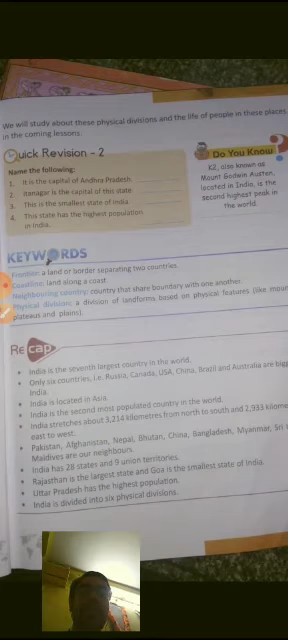 We will study about these physical divisions and the life of people in these places
in the coming lessons.
Quick Revision - 2
Name the following:
1. It is the capital of Andhra Pradesh
2. Itanagar is the capital of this state
3. This is the smallest state of India
4. This state has the highest population
in India.
Do You Know
?
K2, also known as
Mount Godwin Austen,
located in India, is the
second highest peak in
the world.
KEYWORDS
Frontier: a land or border separating two countries.
Coastline: land along a coast
Neighbouring country: country that share boundary with one another.
Physical division: a division of landforms, based on physical features (like
plateaus and plains).
Recap
• India is the seventh largest country in the world.
• Only six countries, i.e. Russia, Canada, USA, China, Brazil and Australia are
India.
• India is located in Asia.
• India is the second most populated country in the world.
• India stretches about 3,214 kilometres from north to south and 2,933
east to west.
• Pakistan, Afghanistan, Nepal, Bhutan, China, Bangladesh, Myanmar, Sri
Maldives are our neighbours.
• India has 28 states and 9 union territories.
• Rajasthan is the largest state and Goa is the smallest state of India.
• Uttar Pradesh has the highest population.
• India is divided into six physical divisions.